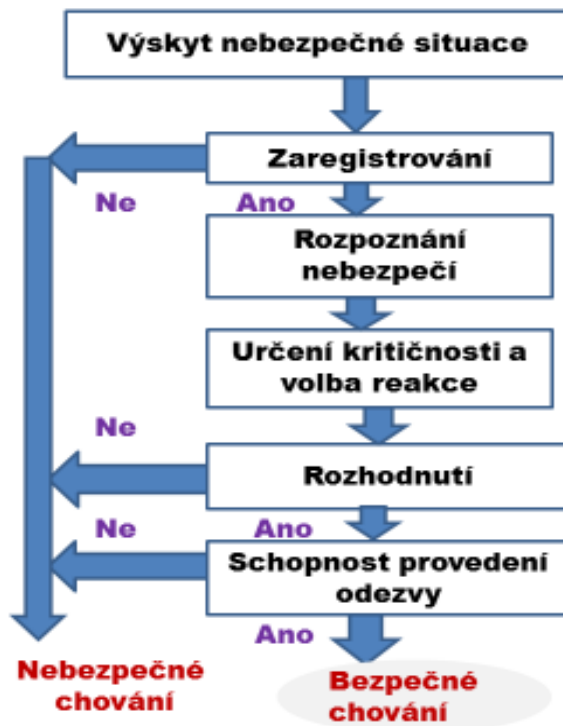 Výskyt nebezpečné situace
Zaregistrování
Ne
Ano
Rozpoznání
nebezpečí
Určení kritičnosti a
volba reakce
Ne
Rozhodnutí
Ne
Ano
Schopnost provedení
odezvy
Ano
Nebezpečné
chování
Bezpečné
chování